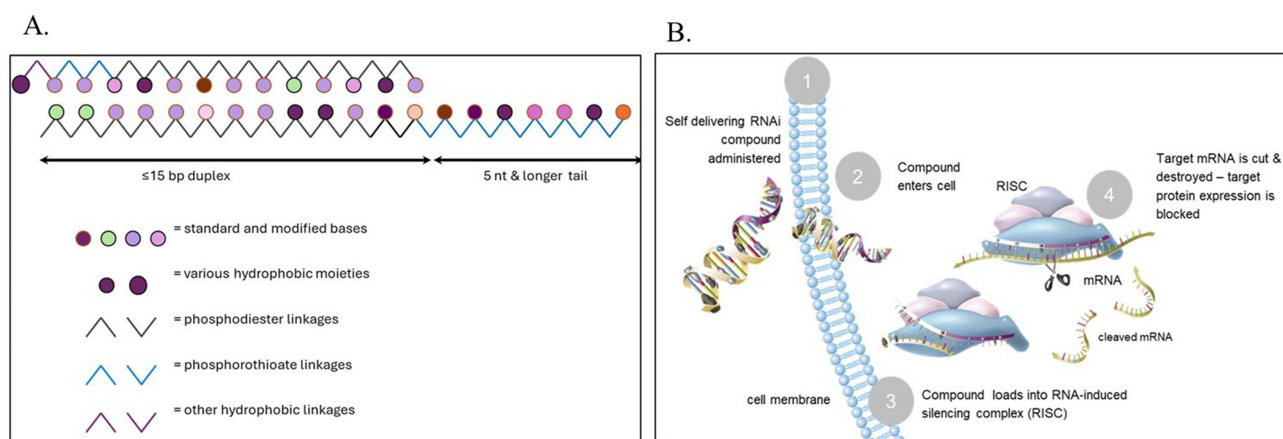 A.
≤15 bp duplex
5 nt & longer tail
= standard and modified bases
= various hydrophobic moieties
= phosphodiester linkages
= phosphorothioate linkages
= other hydrophobic linkages
B.
1
Self delivering RNAi
compound
administered
2
Compound
enters cell
RISC
4
Target mRNA is cut &
destroyed – target
protein expression is
blocked
mRNA
cleaved mRNA
cell membrane
3
Compound loads into RNA-induced
silencing complex (RISC)